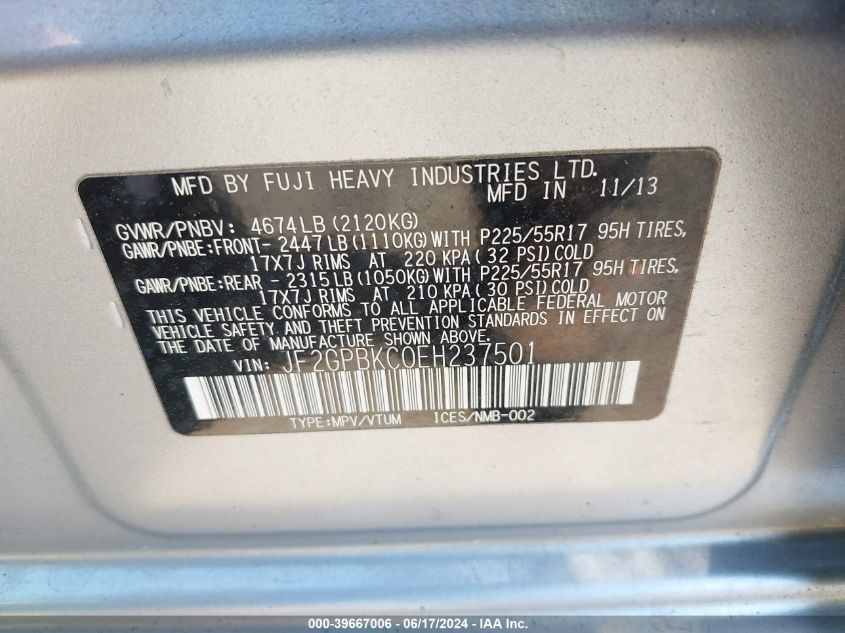 MFD BY FUJI HEAVY INDUSTRIES LTD.
MFD IN 11/13
GVWR/PNBV: 4674LB (2120KG)
GAWR/PNBE:FRONT- 2447LB(1110KG)WITH P225/55R17 95H TIRES,
17X7J RIMS AT 220 KPA( 32 PSI)COLD
GAWR/PNBE:REAR - 2315LB(1050KG)WITH P225/55R17 95H TIRES,
17X7J RIMS AT 210 KPA( 30 PSI)COLD
THIS VEHICLE CONFORMS TO ALL APPLICABLE FEDERAL MOTOR
VEHICLE SAFETY AND THEFT PREVENTION STANDARDS IN EFFECT ON
THE DATE OF MANUFACTURE SHOWN ABOVE.
VIN: JF2GPBKC0EH237501
TYPE:MPV/VTUM ICES/NMB-002
000-39667006 - 06/17/2024 - IAA Inc.